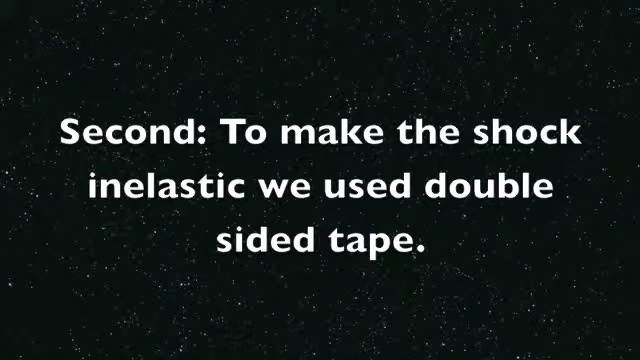 Second: To make the shock
inelastic we used double
sided tape.